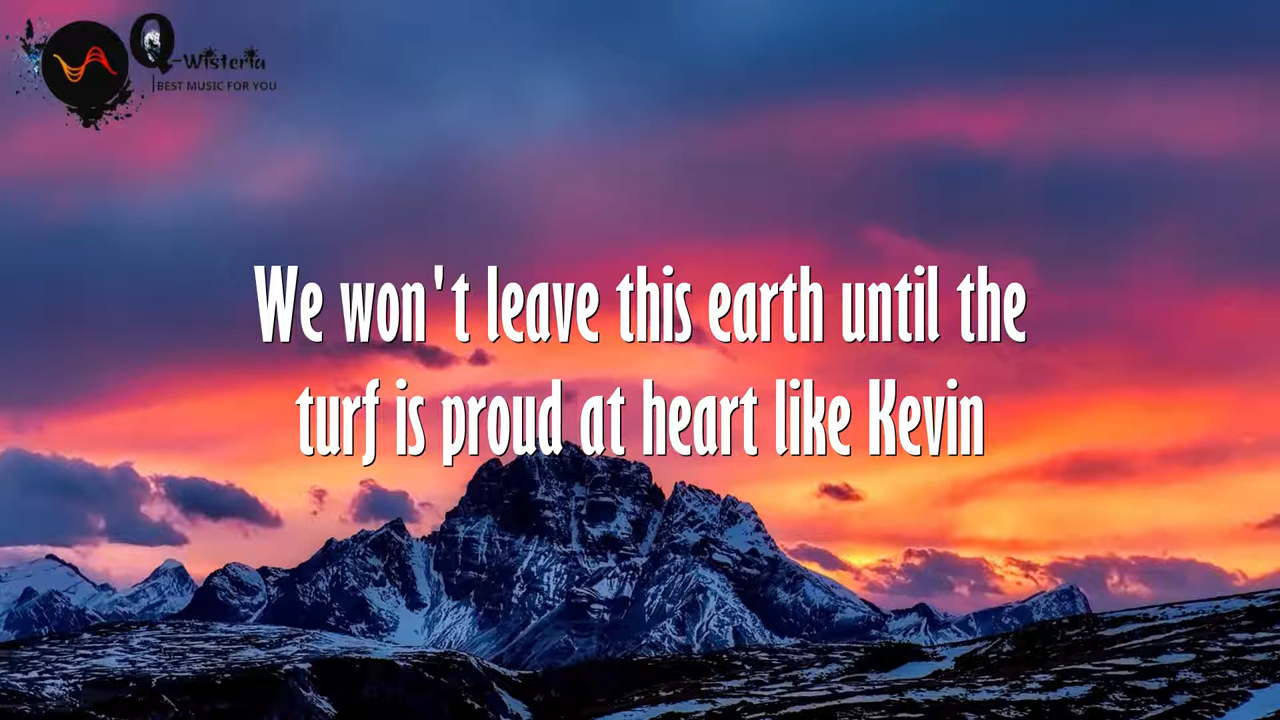 Q-Wisteria
BEST MUSIC FOR YOU
We won't leave this earth until the
turf is proud at heart like Kevin